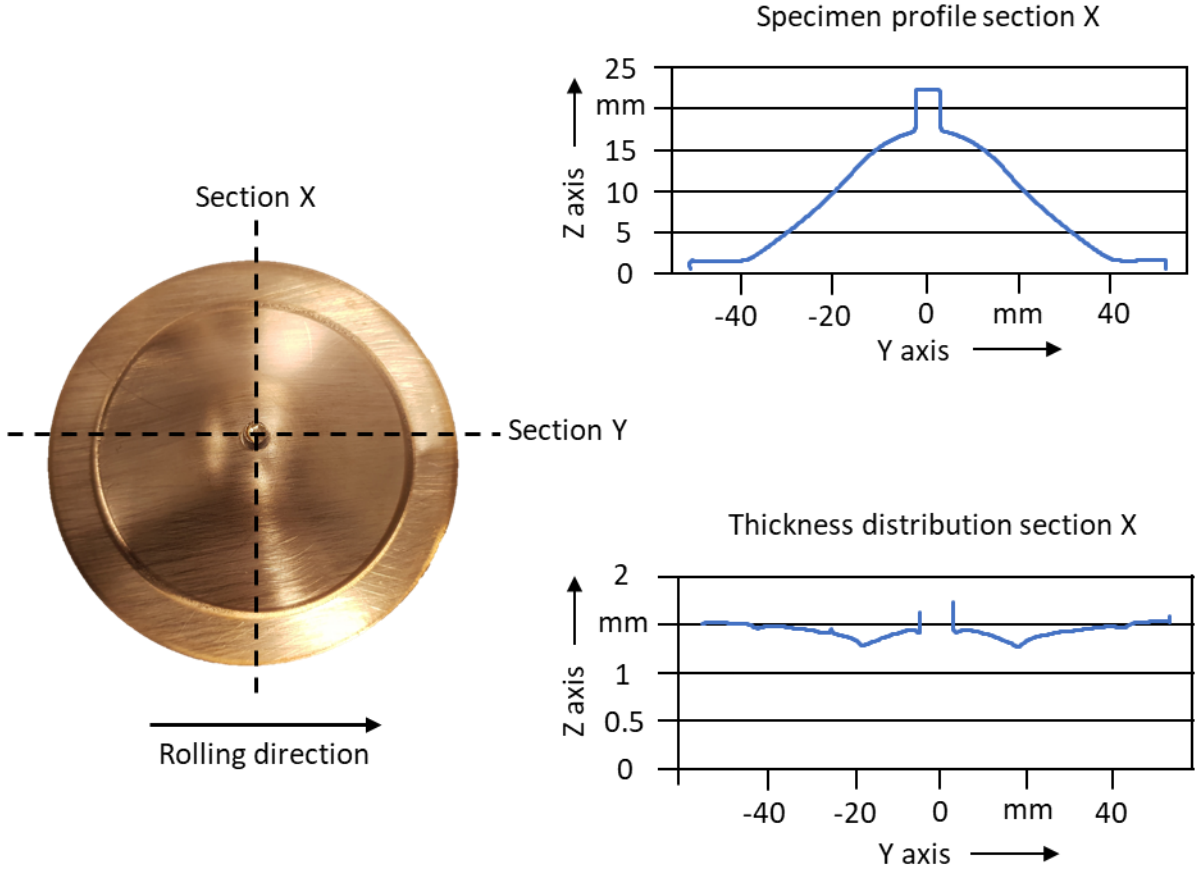 Section X
Section Y
Rolling direction
Specimen profile section X
25
mm
15
10
5
0
Z axis
-40
-20
0
mm
40
Y axis
Thickness distribution section X
2
mm
1
0.5
0
Z axis
-40
-20
0
mm
40
Y axis